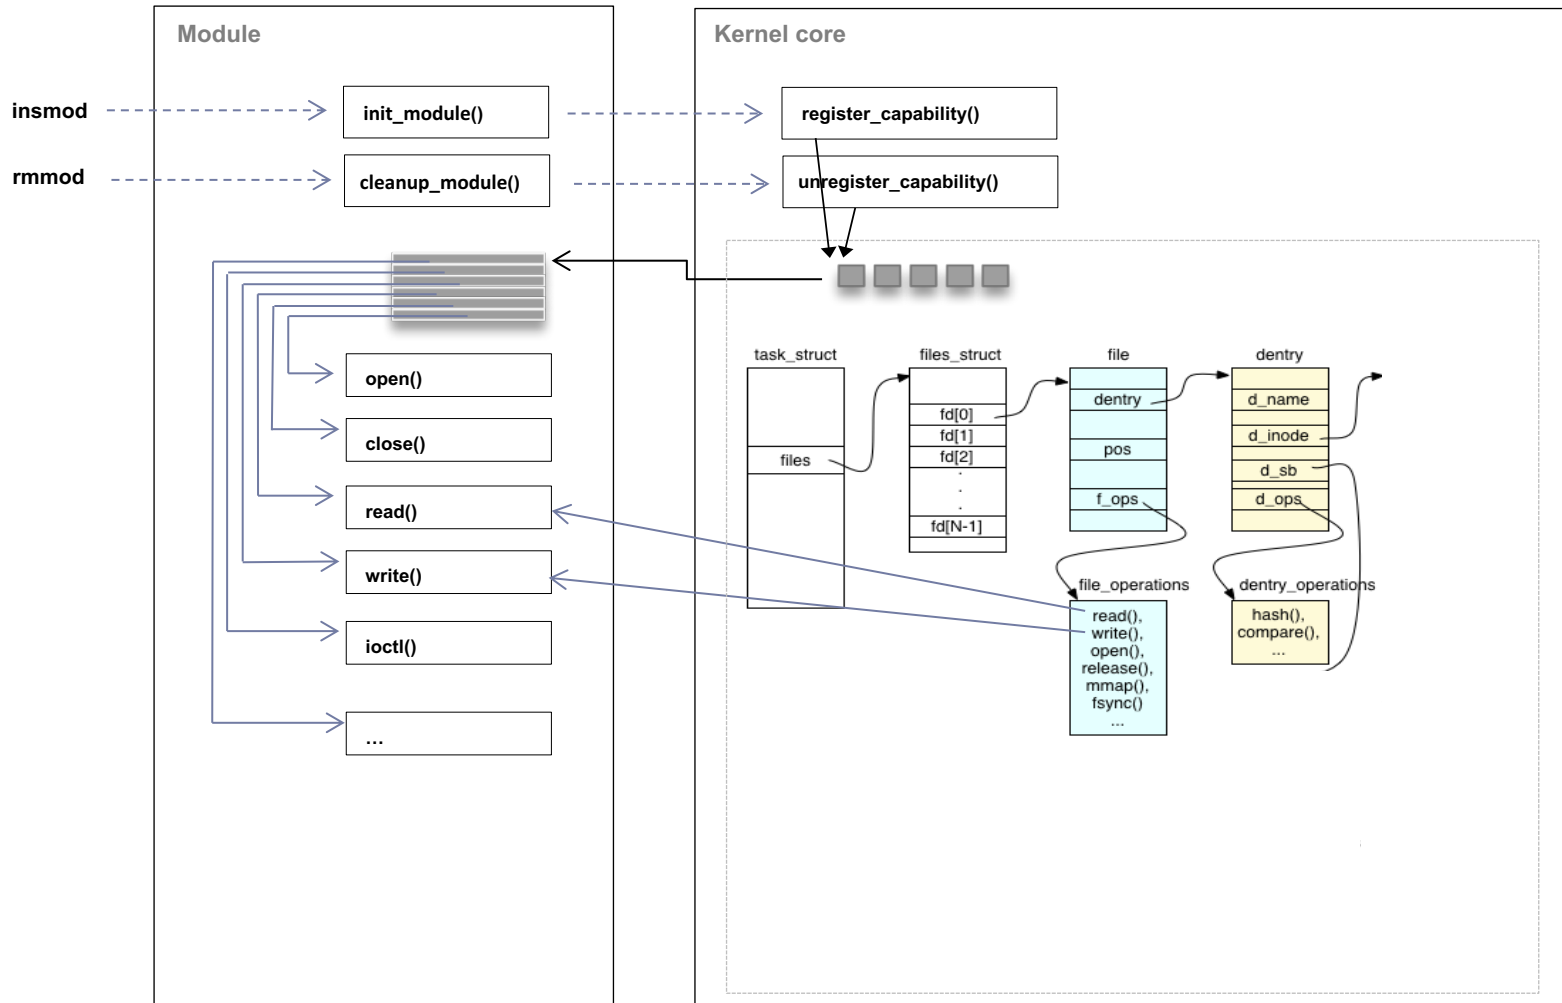 Module
Kernel core
insmod
init_module()
register_capability()
rmmod
cleanup_module()
unregister_capability()
open()
close()
read()
write()
ioctl()
...
task_struct
files
files_struct
fd[0]
fd[1]
fd[2]
.
.
.
fd[N-1]
file
dentry
pos
f_ops
dentry
d_name
d_inode
d_sb
d_ops
file_operations
read(),
write(),
open(),
release(),
mmap(),
fsync()
...
dentry_operations
hash(),
compare(),
...